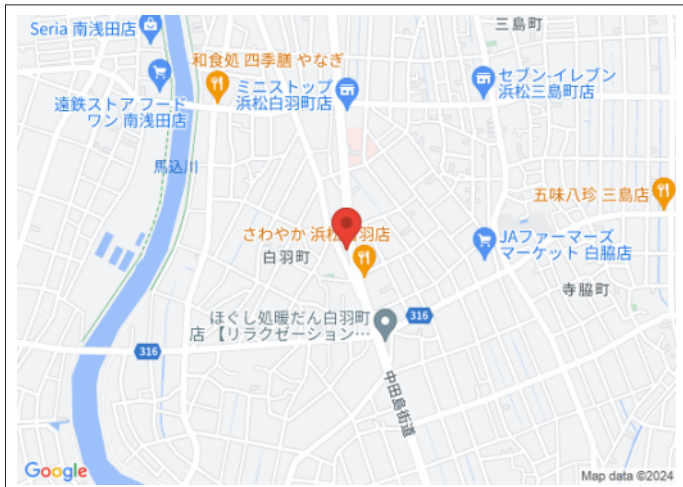 Seria 南浅田店
三島町
和食処 四季膳 やなぎ
ミニストップ
浜松白羽町店
セブン-イレブン
浜松三島町店
遠鉄ストア フード
ワン 南浅田店
馬込川
五味八珍 三島店
さわやか 浜松白羽店
白羽町
JAファーマーズ
マーケット 白脇店
寺脇町
316
ほぐし処暖だん白羽町
店 【リラクゼーション…
316
中田島街道
Google
Map data ©2024